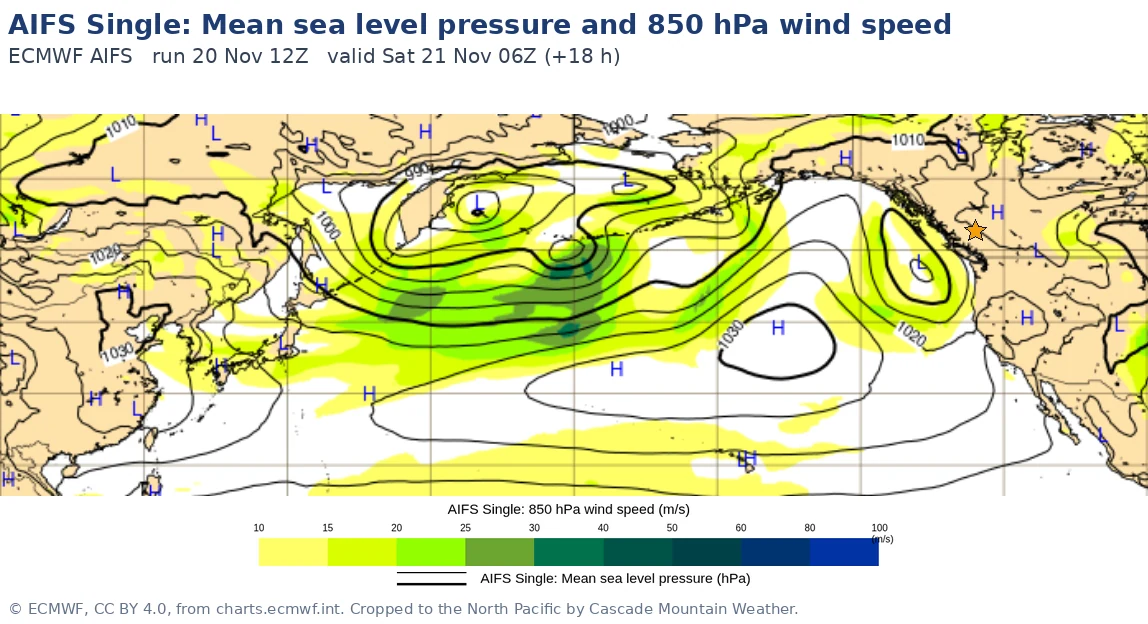 AIFS Single: Mean sea level pressure and 850 hPa wind speed
ECMWF AIFS run 20 Nov 12Z valid Sat 21 Nov 06Z (+18 h)
1010
H
L
H
H
1000
1010
L
H
H
L
L
990
L
L
H
L
H
L
1000
1020
L
H
L
L
H
H
1030
L
H
L
H
1030
H
1020
H
L
H
H
H
L
L
H
L
H
H
AIFS Single: 850 hPa wind speed (m/s)
10 15 20 25 30 40 50 60 80 100
(m/s)
AIFS Single: Mean sea level pressure (hPa)
© ECMWF, CC BY 4.0, from charts.ecmwf.int. Cropped to the North Pacific by Cascade Mountain Weather.